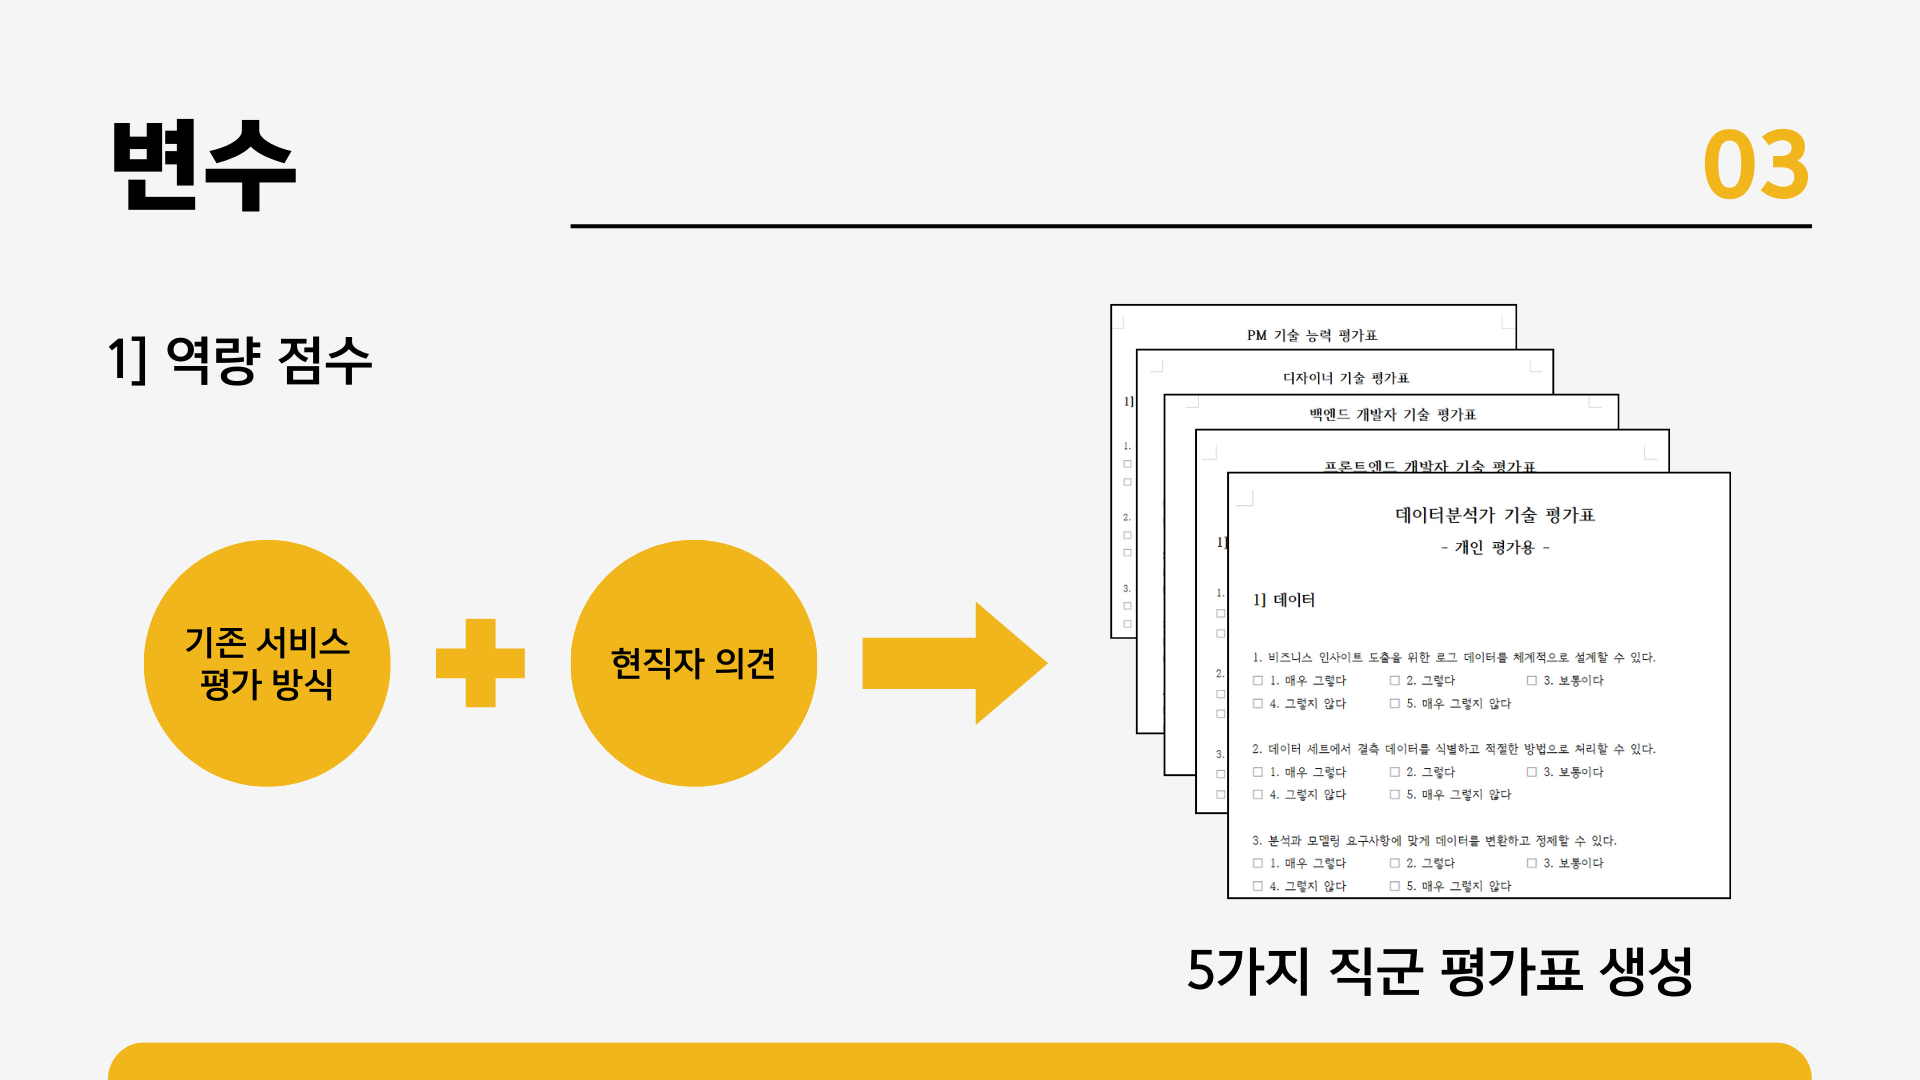 변수
03
1] 역량 점수
기존 서비스
평가 방식
현직자 의견
PM 기술 능력 평가표
1]
1.
2.
3.
디자이너 기술 평가표
백엔드 개발자 기술 평가표
프론트엔드 개발자 기술 평가표
1]
1.
2.
3.
데이터분석가 기술 평가표
- 개인 평가용 -
1] 데이터
1. 비즈니스 인사이트 도출을 위한 로그 데이터를 체계적으로 설계할 수 있다.
□ 1. 매우 그렇다 □ 2. 그렇다 □ 3. 보통이다
□ 4. 그렇지 않다 □ 5. 매우 그렇지 않다
2. 데이터 세트에서 결측 데이터를 식별하고 적절한 방법으로 처리할 수 있다.
□ 1. 매우 그렇다 □ 2. 그렇다 □ 3. 보통이다
□ 4. 그렇지 않다 □ 5. 매우 그렇지 않다
3. 분석과 모델링 요구사항에 맞게 데이터를 변환하고 정제할 수 있다.
□ 1. 매우 그렇다 □ 2. 그렇다 □ 3. 보통이다
□ 4. 그렇지 않다 □ 5. 매우 그렇지 않다
5가지 직군 평가표 생성